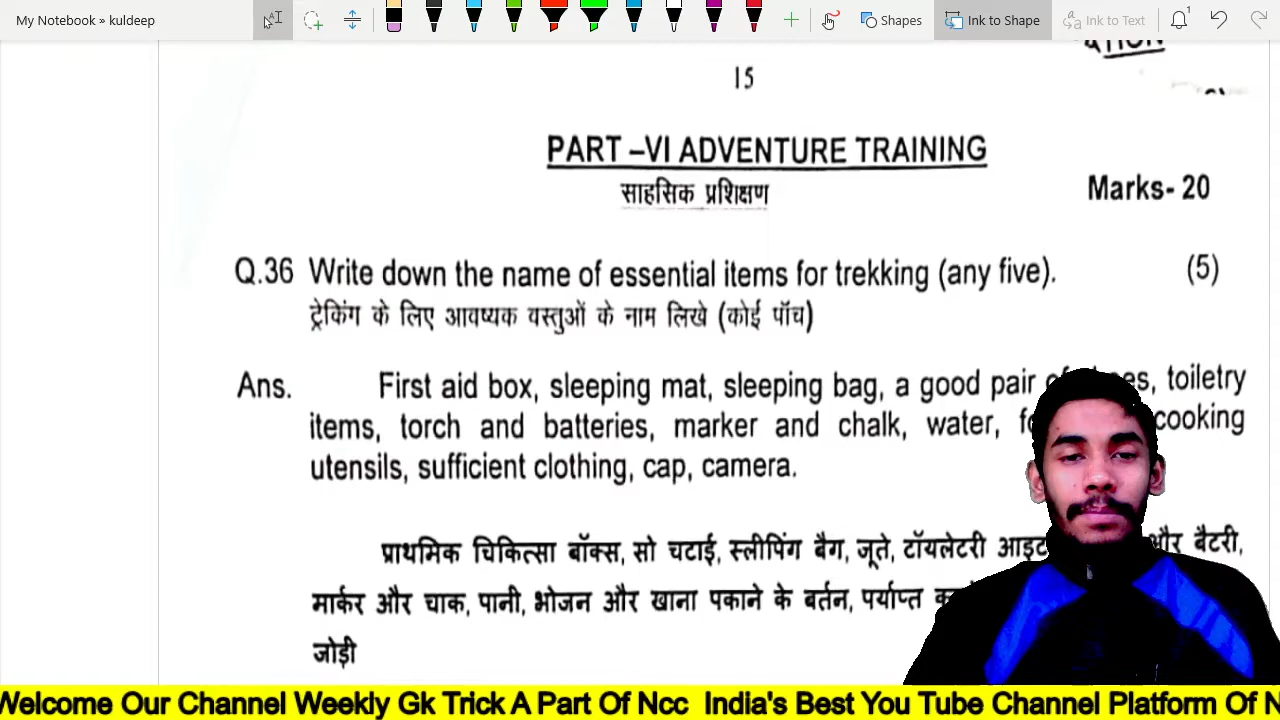 My Notebook » kuldeep
Shapes
Ink to Shape
Ink to Text
1
15
PART –VI ADVENTURE TRAINING
साहसिक प्रशिक्षण
Marks- 20
Q.36 Write down the name of essential items for trekking (any five). (5)
ट्रेकिंग के लिए आवष्यक वस्तुओं के नाम लिखे (कोई पॉच)
Ans. First aid box, sleeping mat, sleeping bag, a good pair toiletry
items, torch and batteries, marker and chalk, water, cooking
utensils, sufficient clothing, cap, camera.
प्राथमिक चिकित्सा बॉक्स, सो चटाई, स्लीपिंग बैग, जूते, टॉयलेटरी और बैटरी,
मार्कर और चाक, पानी, भोजन और खाना पकाने के बर्तन, पर्याप्त
जोड़ी
Welcome Our Channel Weekly Gk Trick A Part Of Ncc India's Best You Tube Channel Platform Of